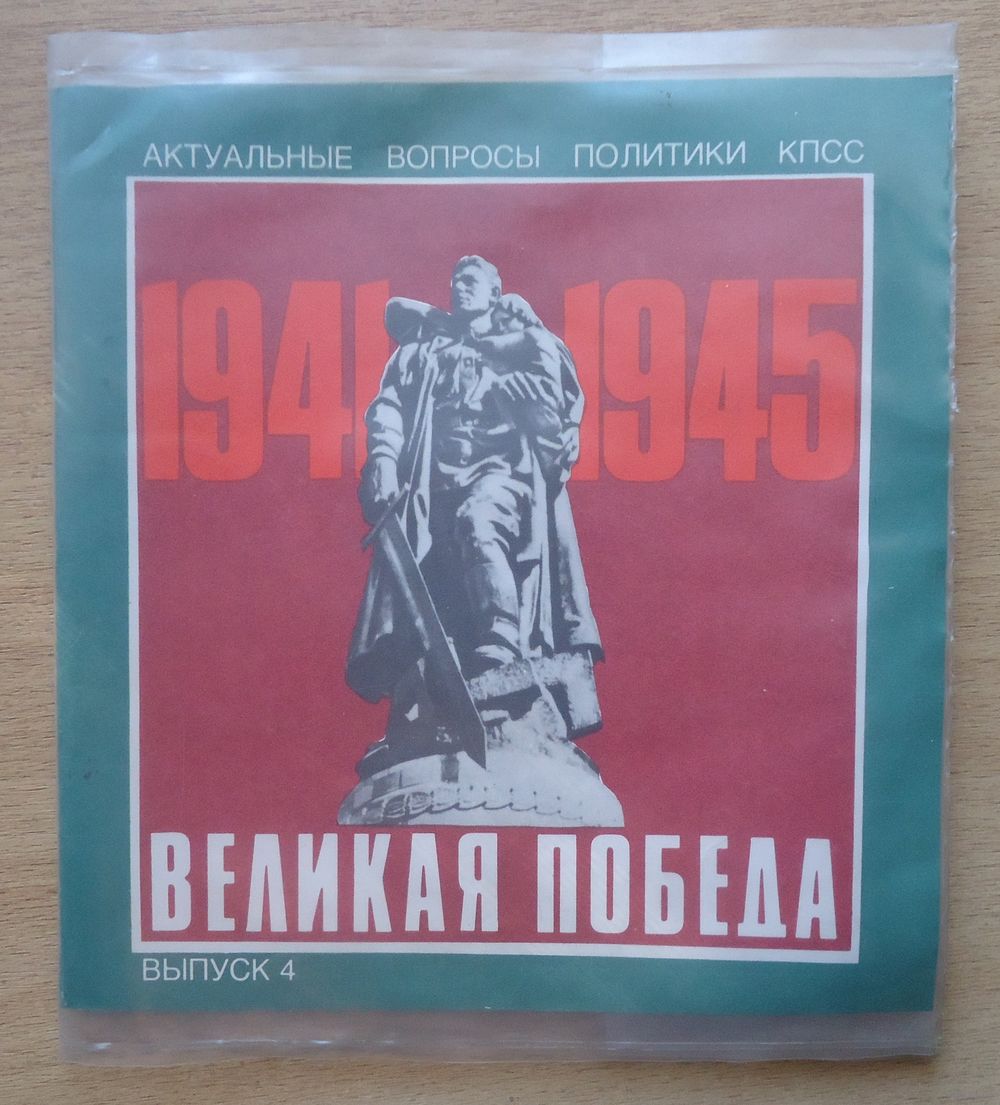 АКТУАЛЬНЫЕ ВОПРОСЫ ПОЛИТИКИ КПСС
1941 1945
ВЕЛИКАЯ ПОБЕДА
ВЫПУСК 4